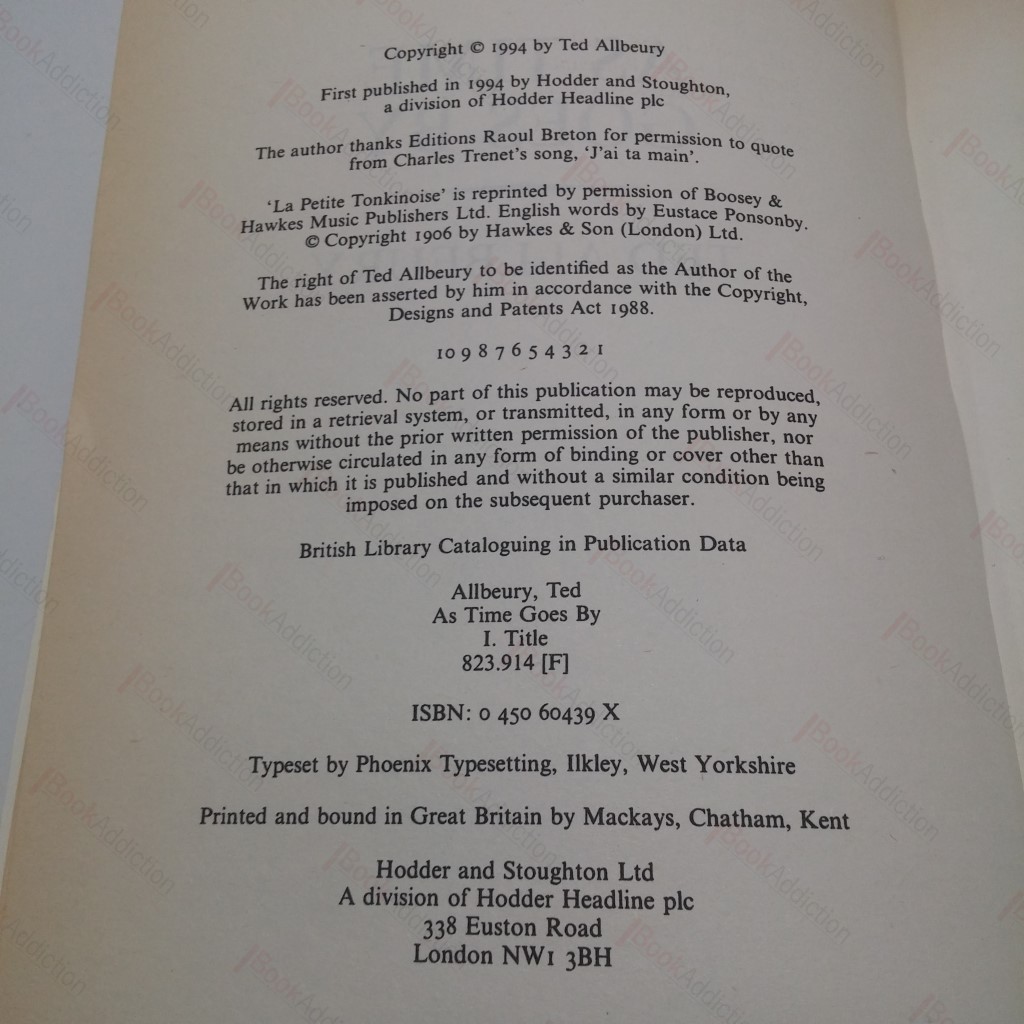 Copyright © 1994 by Ted Allbeury
First published in 1994 by Hodder and Stoughton,
a division of Hodder Headline plc
The author thanks Editions Raoul Breton for permission to quote
from Charles Trenet's song, ‘J'ai ta main’.
‘La Petite Tonkinoise’ is reprinted by permission of Boosey &
Hawkes Music Publishers Ltd. English words by Eustace Ponsonby.
© Copyright 1906 by Hawkes & Son (London) Ltd.
The right of Ted Allbeury to be identified as the Author of the
Work has been asserted by him in accordance with the Copyright,
Designs and Patents Act 1988.
10 9 8 7 6 5 4 3 2 1
All rights reserved. No part of this publication may be reproduced,
stored in a retrieval system, or transmitted, in any form or by any
means without the prior written permission of the publisher, nor
be otherwise circulated in any form of binding or cover other than
that in which it is published and without a similar condition being
imposed on the subsequent purchaser.
British Library Cataloguing in Publication Data
Allbeury, Ted
As Time Goes By
I. Title
823.914 [F]
ISBN: 0 450 60439 X
Typeset by Phoenix Typesetting, Ilkley, West Yorkshire
Printed and bound in Great Britain by Mackays, Chatham, Kent
Hodder and Stoughton Ltd
A division of Hodder Headline plc
338 Euston Road
London NW1 3BH
BookAddiction